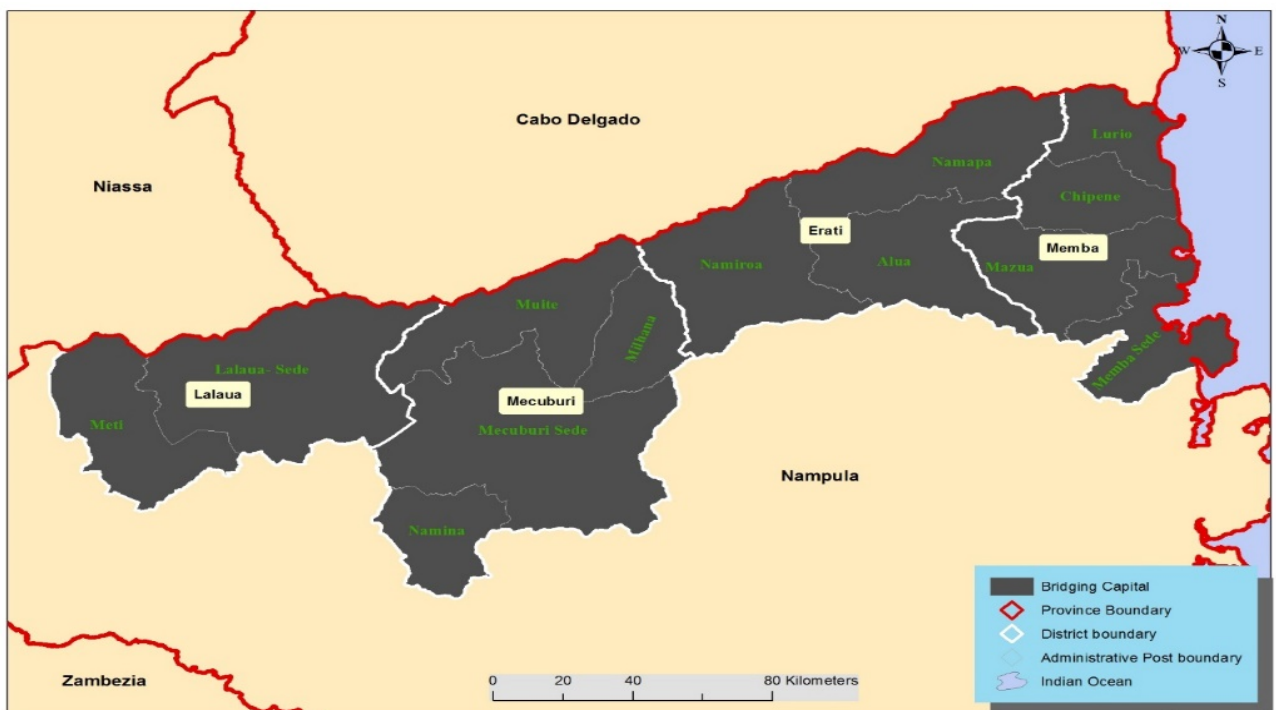 N
W E
S
Cabo Delgado
Niassa
Lurio
Namapa
Chipene
Erati
Memba
Namiroa
Alua
Mazua
Muite
Milhana
Memba Sede
Lalaua- Sede
Lalaua
Mecuburi
Meti
Mecuburi Sede
Nampula
Namina
Bridging Capital
Province Boundary
District boundary
Administrative Post boundary
Indian Ocean
Zambezia
0 20 40 80 Kilometers